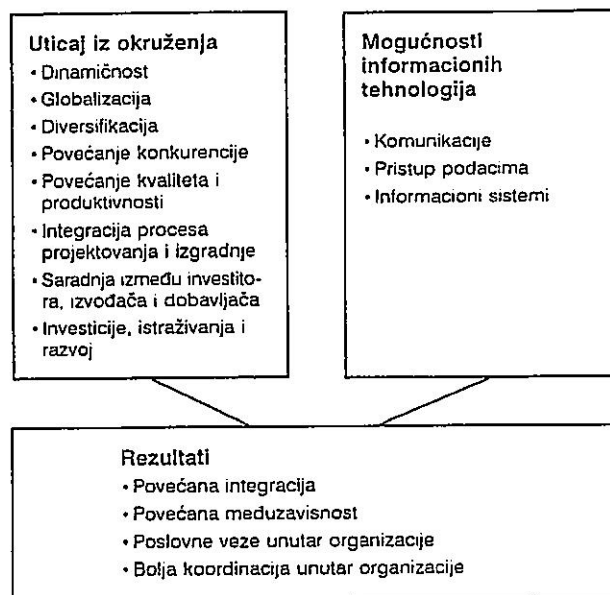 Uticaj iz okruženja
• Dinamičnost
• Globalizacija
• Diversifikacija
• Povećanje konkurencije
• Povećanje kvaliteta i
produktivnosti
• Integracija procesa
projektovanja i izgradnje
• Saradnja između investito-
ra, izvođača i dobavljača
• Investicije, istraživanja i
razvoj
Mogućnosti
informacionih
tehnologija
• Komunikacije
• Pristup podacima
• Informacioni sistemi
Rezultati
• Povećana integracija
• Povećana međuzavisnost
• Poslovne veze unutar organizacije
• Bolja koordinacija unutar organizacije